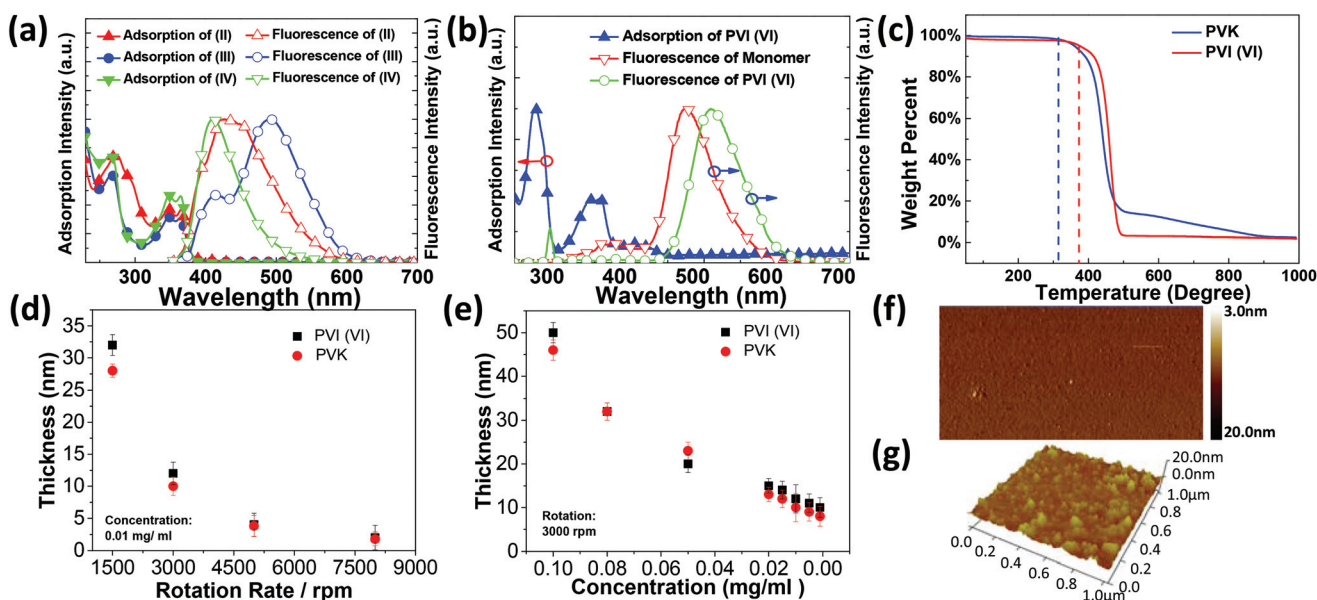 (a)
Adsorption of (II)
Adsorption of (III)
Adsorption of (IV)
Fluorescence of (II)
Fluorescence of (III)
Fluorescence of (IV)
Adsorption Intensity (a.u.)
Fluorescence Intensity (a.u.)
300 400 500 600 700
Wavelength (nm)
(b)
Adsorption of PVI (VI)
Fluorescence of Monomer
Fluorescence of PVI (VI)
Adsorption Intensity (a.u.)
Fluorescence Intensity (a.u.)
300 400 500 600 700
Wavelength (nm)
(c)
PVK
PVI (VI)
Weight Percent
100%
80%
60%
40%
20%
0%
200 400 600 800 1000
Temperature (Degree)
(d)
PVI (VI)
PVK
Thickness (nm)
35
30
25
20
15
10
5
0
Concentration:
0.01 mg/ ml
1500 3000 4500 6000 7500 9000
Rotation Rate / rpm
(e)
PVI (VI)
PVK
Thickness (nm)
50
40
30
20
10
0
Rotation:
3000 rpm
0.10 0.08 0.06 0.04 0.02 0.00
Concentration (mg/ml )
(f)
3.0nm
20.0nm
(g)
20.0nm
0.0nm
1.0µm
0.8
0.6
0.4
0.2
0.0
0.0
0.2
0.4
0.6
0.8
1.0µm